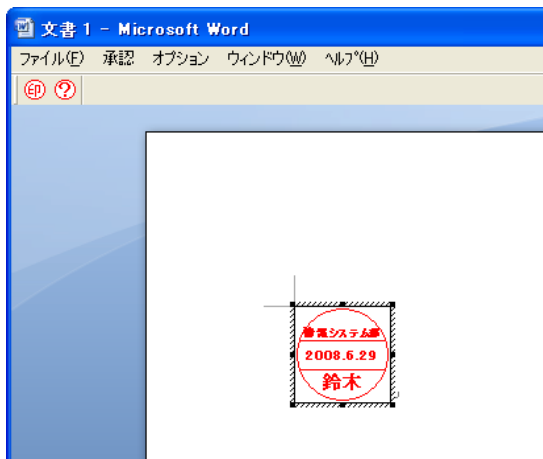 文書 1 - Microsoft Word
ファイル(F) 承認 オプション ウィンドウ(W) ヘルプ(H)
印 ?
システム部
2008.6.29
鈴木